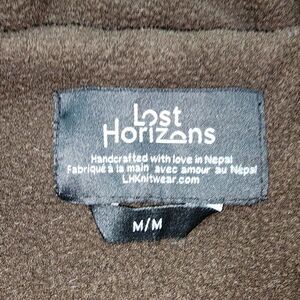 Lost
Horizons
Handcrafted with love in Nepal
Fabriqué à la main avec amour au Népal
LHKnitwear.com
M/M